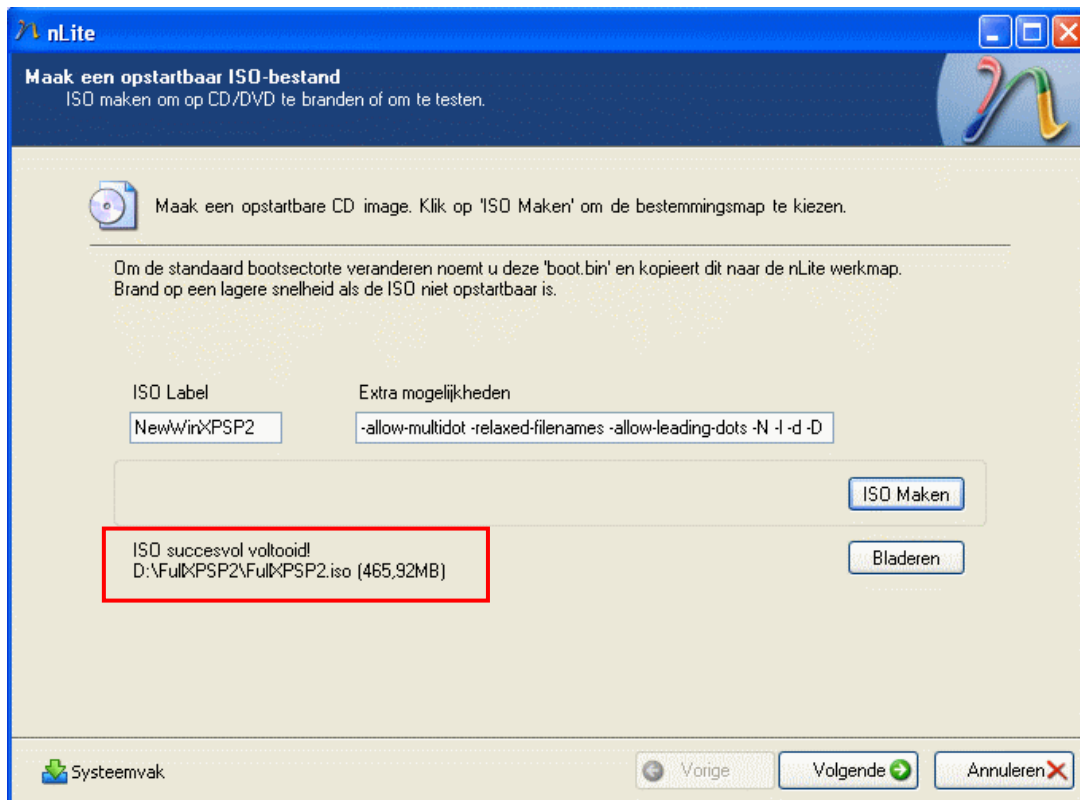 nLite
Maak een opstartbaar ISO-bestand
ISO maken om op CD/DVD te branden of om te testen.
Maak een opstartbare CD image. Klik op 'ISO Maken' om de bestemmingsmap te kiezen.
Om de standaard bootsectorte veranderen noemt u deze 'boot.bin' en kopieert dit naar de nLite werkmap.
Brand op een lagere snelheid als de ISO niet opstartbaar is.
ISO Label
Extra mogelijkheden
NewWinXPSP2
-allow-multidot -relaxed-filenames -allow-leading-dots -N -l -d -D
ISO Maken
ISO succesvol voltooid!
D:\FullXPSP2\FullXPSP2.iso (465,92MB)
Bladeren
Systeemvak
Vorige
Volgende
Annuleren